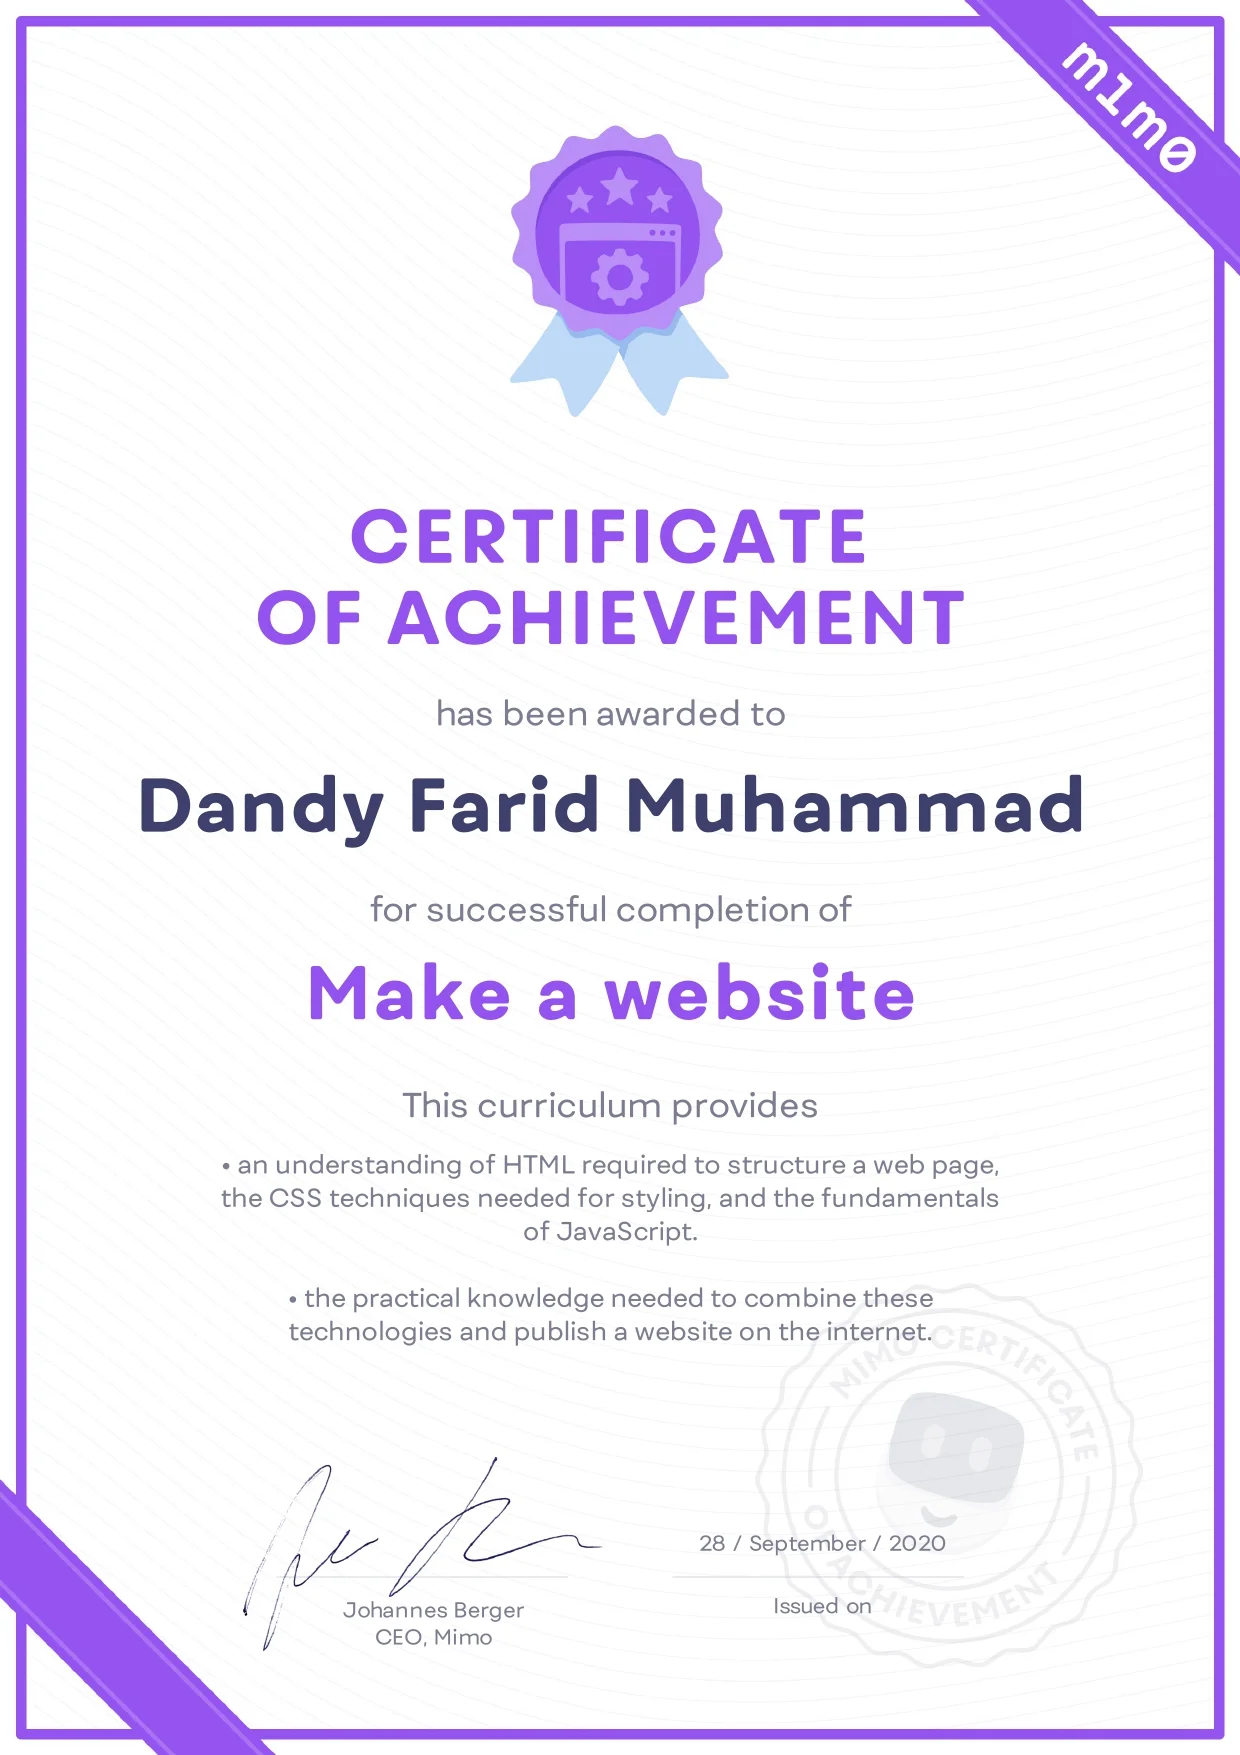 m1m0
CERTIFICATE
OF ACHIEVEMENT
has been awarded to
Dandy Farid Muhammad
for successful completion of
Make a website
This curriculum provides
• an understanding of HTML required to structure a web page,
the CSS techniques needed for styling, and the fundamentals
of JavaScript.
• the practical knowledge needed to combine these
technologies and publish a website on the internet.
MIMO CERTIFICATE
OF ACHIEVEMENT
28 / September / 2020
Issued on
Johannes Berger
CEO, Mimo